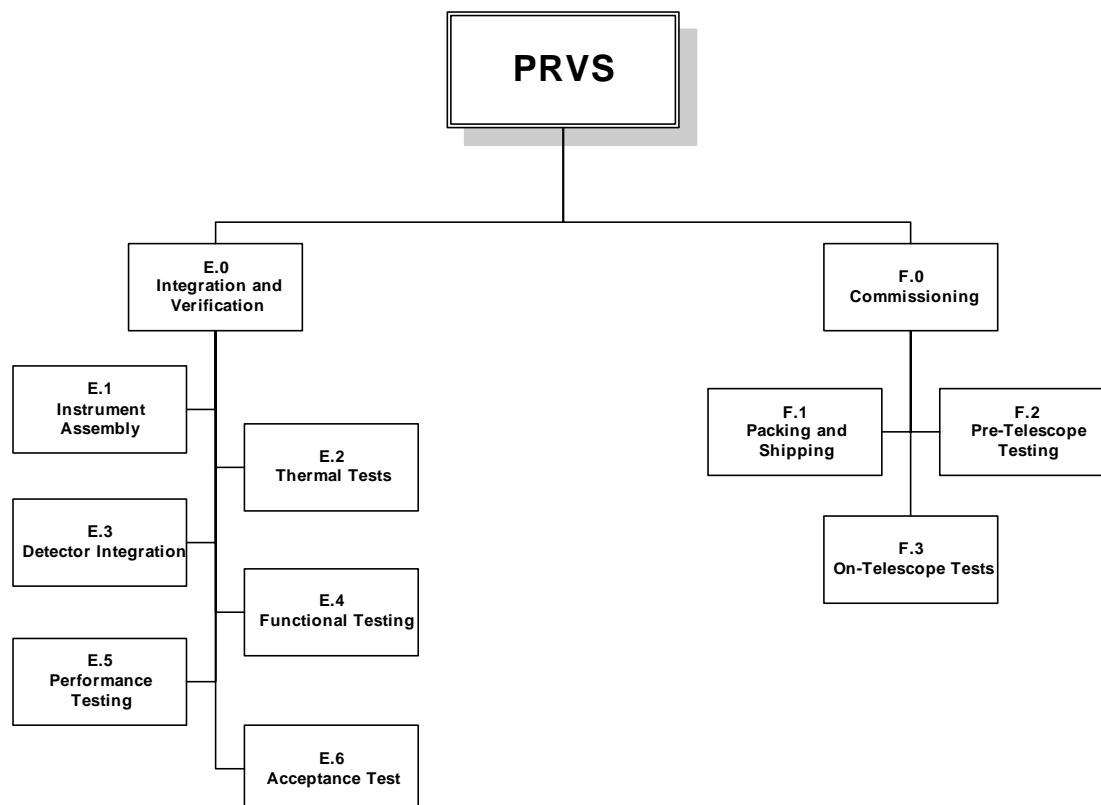 PRVS
E.0
Integration and
Verification
F.0
Commissioning
E.1
Instrument
Assembly
E.2
Thermal Tests
E.3
Detector Integration
E.4
Functional Testing
E.5
Performance
Testing
E.6
Acceptance Test
F.1
Packing and
Shipping
F.2
Pre-Telescope
Testing
F.3
On-Telescope Tests